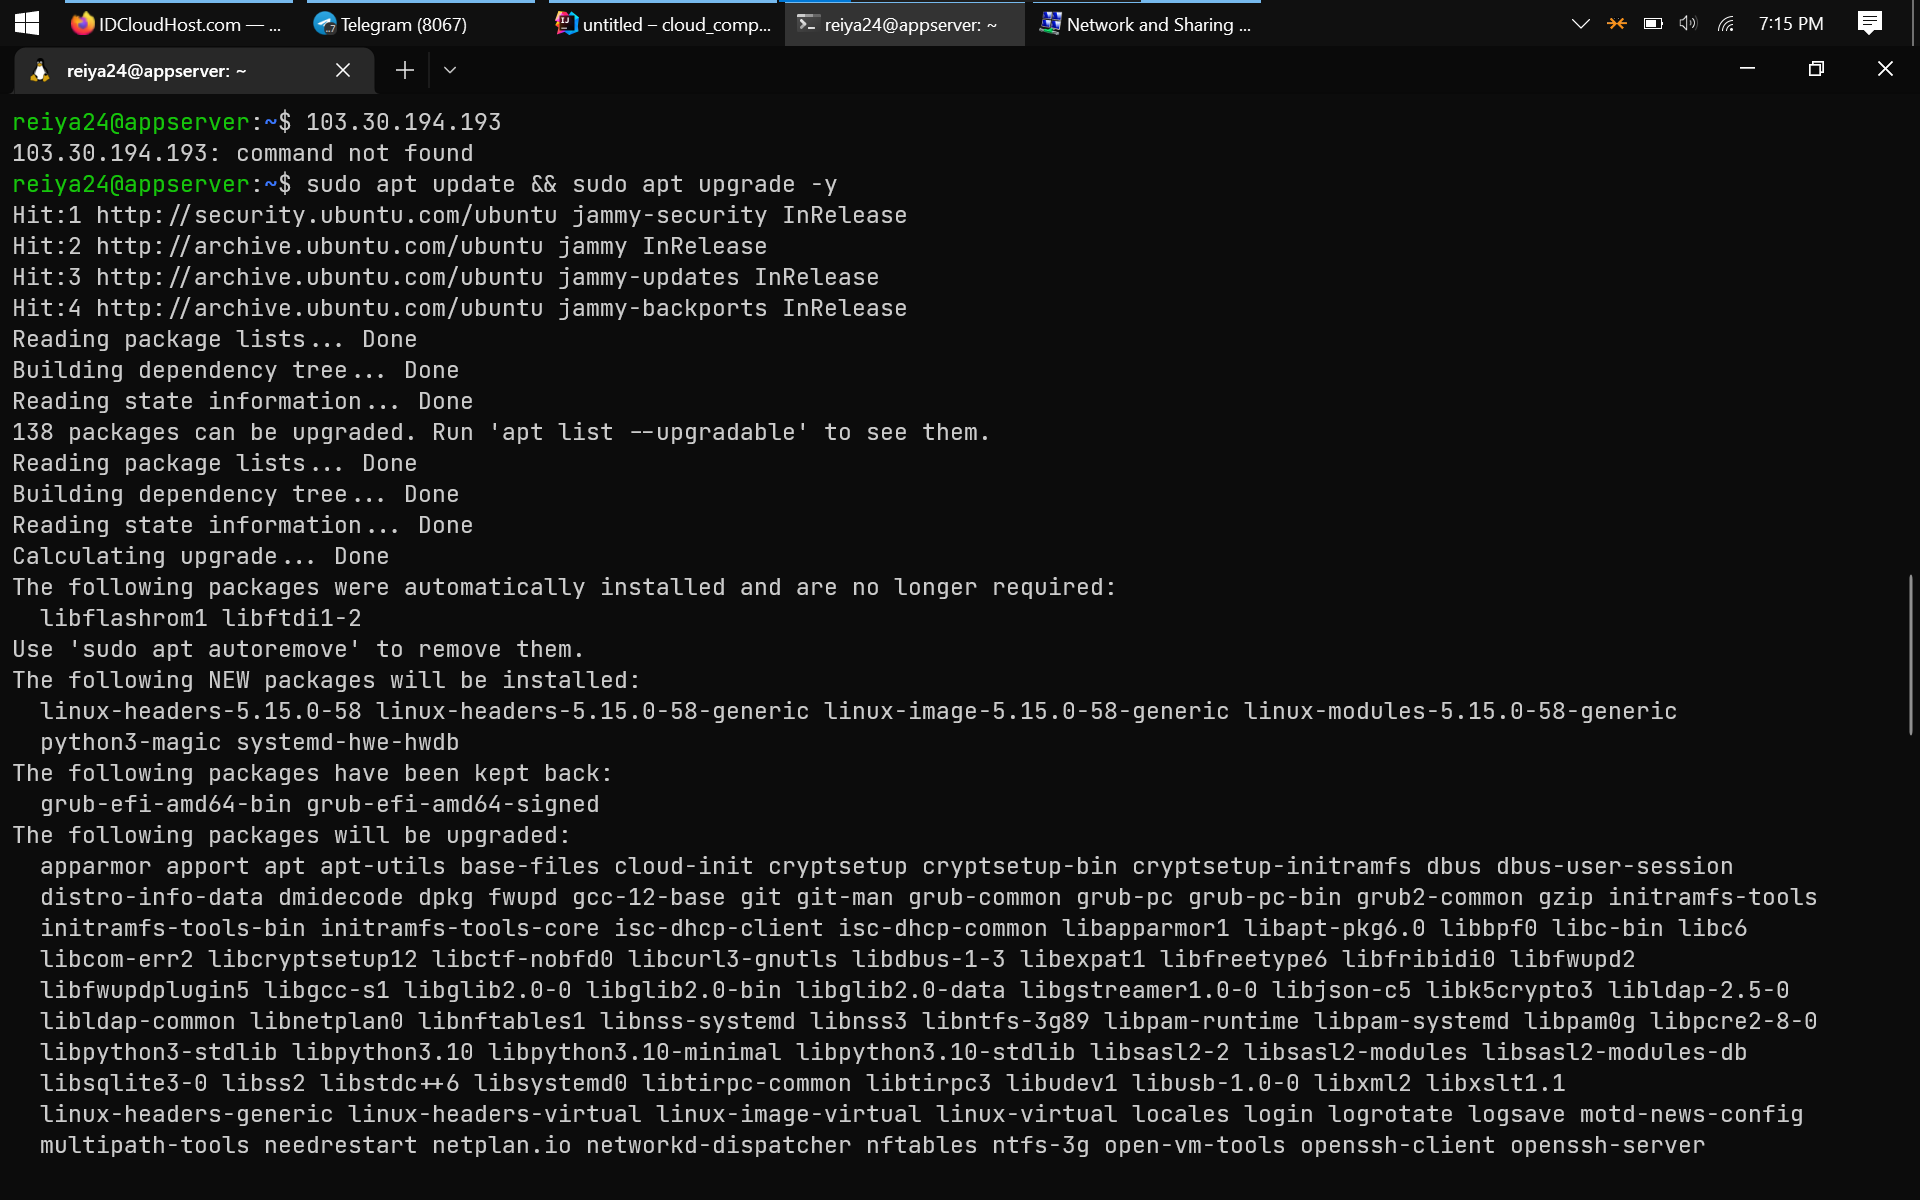 IDCloudHost.com — ...
Telegram (8067)
untitled – cloud_comp...
reiya24@appserver: ~
Network and Sharing ...
7:15 PM
reiya24@appserver: ~
reiya24@appserver:~$ 103.30.194.193
103.30.194.193: command not found
reiya24@appserver:~$ sudo apt update && sudo apt upgrade -y
Hit:1 http://security.ubuntu.com/ubuntu jammy-security InRelease
Hit:2 http://archive.ubuntu.com/ubuntu jammy InRelease
Hit:3 http://archive.ubuntu.com/ubuntu jammy-updates InRelease
Hit:4 http://archive.ubuntu.com/ubuntu jammy-backports InRelease
Reading package lists... Done
Building dependency tree... Done
Reading state information... Done
138 packages can be upgraded. Run 'apt list --upgradable' to see them.
Reading package lists... Done
Building dependency tree... Done
Reading state information... Done
Calculating upgrade... Done
The following packages were automatically installed and are no longer required:
  libflashrom1 libftdi1-2
Use 'sudo apt autoremove' to remove them.
The following NEW packages will be installed:
  linux-headers-5.15.0-58 linux-headers-5.15.0-58-generic linux-image-5.15.0-58-generic linux-modules-5.15.0-58-generic
  python3-magic systemd-hwe-hwdb
The following packages have been kept back:
  grub-efi-amd64-bin grub-efi-amd64-signed
The following packages will be upgraded:
  apparmor apport apt apt-utils base-files cloud-init cryptsetup cryptsetup-bin cryptsetup-initramfs dbus dbus-user-session
  distro-info-data dmidecode dpkg fwupd gcc-12-base git git-man grub-common grub-pc grub-pc-bin grub2-common gzip initramfs-tools
  initramfs-tools-bin initramfs-tools-core isc-dhcp-client isc-dhcp-common libapparmor1 libapt-pkg6.0 libbpf0 libc-bin libc6
  libcom-err2 libcryptsetup12 libctf-nobfd0 libcurl3-gnutls libdbus-1-3 libexpat1 libfreetype6 libfribidi0 libfwupd2
  libfwupdplugin5 libgcc-s1 libglib2.0-0 libglib2.0-bin libglib2.0-data libgstreamer1.0-0 libjson-c5 libk5crypto3 libldap-2.5-0
  libldap-common libnetplan0 libnftables1 libnss-systemd libnss3 libntfs-3g89 libpam-runtime libpam-systemd libpam0g libpcre2-8-0
  libpython3-stdlib libpython3.10 libpython3.10-minimal libpython3.10-stdlib libsasl2-2 libsasl2-modules libsasl2-modules-db
  libsqlite3-0 libss2 libstdc++6 libsystemd0 libtirpc-common libtirpc3 libudev1 libusb-1.0-0 libxml2 libxslt1.1
  linux-headers-generic linux-headers-virtual linux-image-virtual linux-virtual locales login logrotate logsave motd-news-config
  multipath-tools needrestart netplan.io networkd-dispatcher nftables ntfs-3g open-vm-tools openssh-client openssh-server